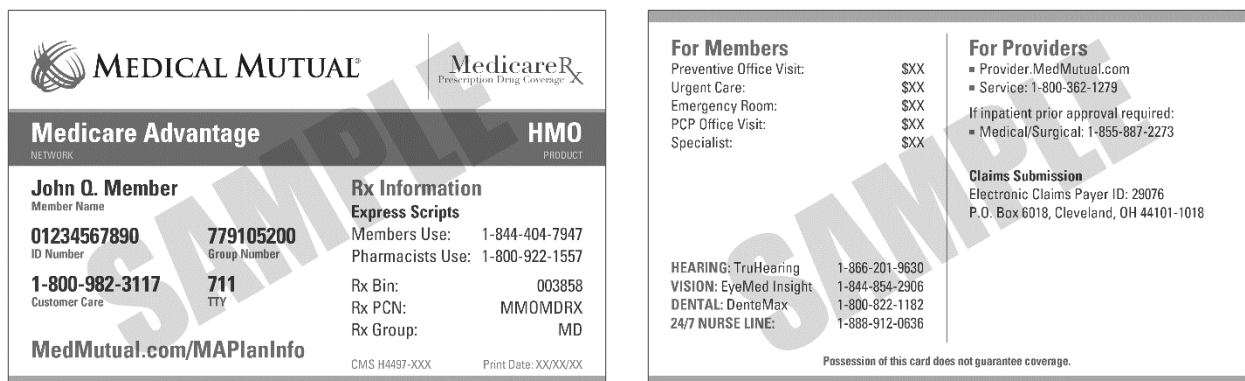 MEDICAL MUTUAL®
MedicareRx
Prescription Drug Coverage
Medicare Advantage
NETWORK
HMO
PRODUCT
John Q. Member
Member Name
01234567890
ID Number
779105200
Group Number
1-800-982-3117
Customer Care
711
TTY
MedMutual.com/MAPlanInfo
Rx Information
Express Scripts
Members Use: 1-844-404-7947
Pharmacists Use: 1-800-922-1557
Rx Bin: 003858
Rx PCN: MMOMDRX
Rx Group: MD
CMS H4497-XXX Print Date: XX/XX/XX
SAMPLE
For Members
Preventive Office Visit: $XX
Urgent Care: $XX
Emergency Room: $XX
PCP Office Visit: $XX
Specialist: $XX
HEARING: TruHearing 1-866-201-9630
VISION: EyeMed Insight 1-844-854-2906
DENTAL: DenteMax 1-800-822-1182
24/7 NURSE LINE: 1-888-912-0636
For Providers
▪ Provider.MedMutual.com
▪ Service: 1-800-362-1279
If inpatient prior approval required:
▪ Medical/Surgical: 1-855-887-2273
Claims Submission
Electronic Claims Payer ID: 29076
P.O. Box 6018, Cleveland, OH 44101-1018
Possession of this card does not guarantee coverage.
SAMPLE